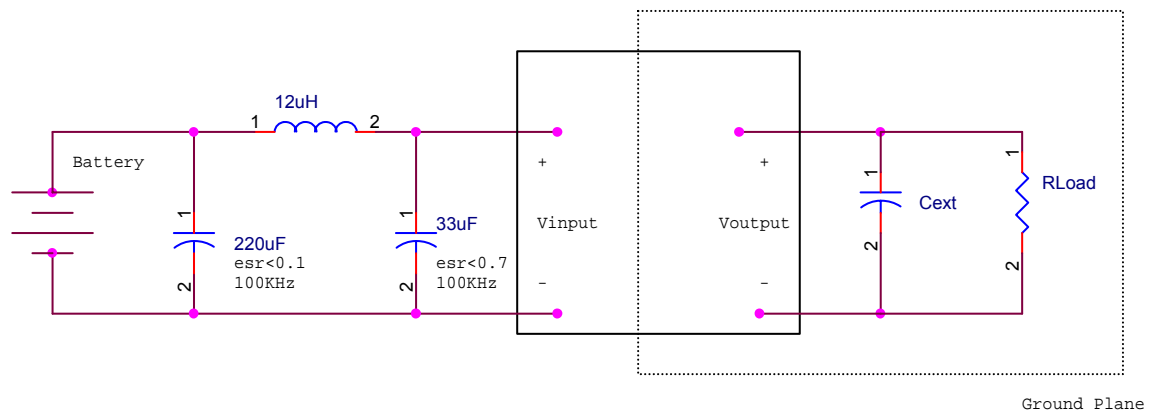 12uH
1
2
Battery
+
+
1
1
1
1
RLoad
Cext
33uF
Vinput
Voutput
220uF
esr<0.1
esr<0.7
100KHz
100KHz
2
2
2
2
-
-
Ground Plane